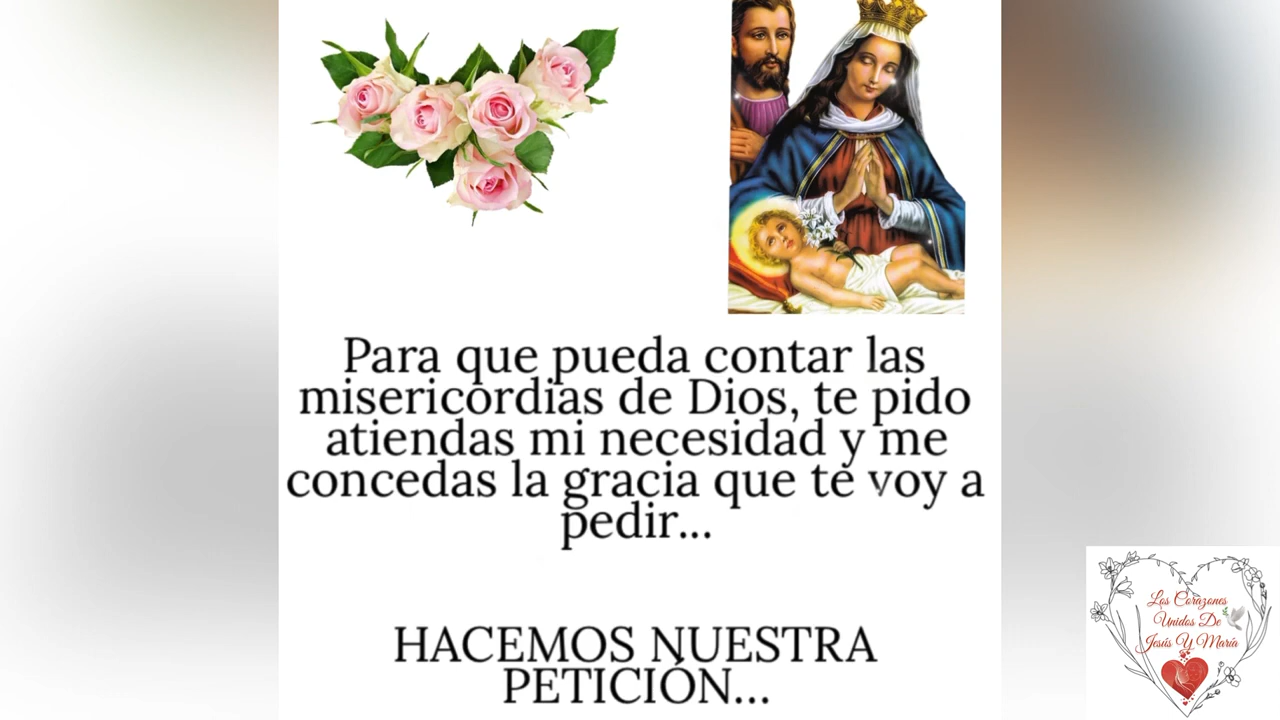 Para que pueda contar las
misericordias de Dios, te pido
atiendas mi necesidad y me
concedas la gracia que te voy a
pedir...
HACEMOS NUESTRA
PETICIÓN...
Los Corazones
Unidos De
Jesús Y María